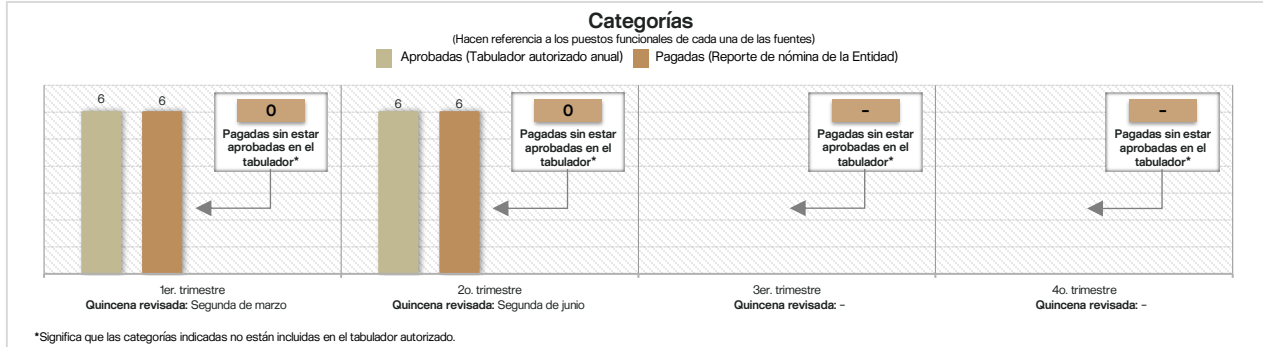 Categorías
(Hacen referencia a los puestos funcionales de cada una de las fuentes)
Aprobadas (Tabulador autorizado anual) Pagadas (Reporte de nómina de la Entidad)
6 6
0
Pagadas sin estar
aprobadas en el
tabulador*
6 6
0
Pagadas sin estar
aprobadas en el
tabulador*
-
Pagadas sin estar
aprobadas en el
tabulador*
-
Pagadas sin estar
aprobadas en el
tabulador*
1er. trimestre
Quincena revisada: Segunda de marzo
2o. trimestre
Quincena revisada: Segunda de junio
3er. trimestre
Quincena revisada: -
4o. trimestre
Quincena revisada: -
*Significa que las categorías indicadas no están incluidas en el tabulador autorizado.